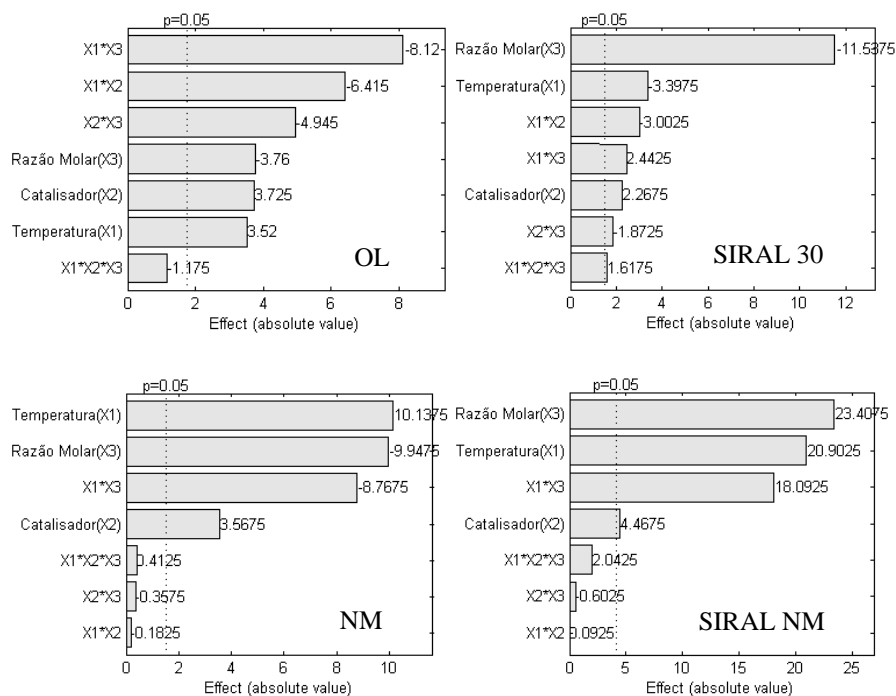 p=0.05
X1*X3 -8.12
X1*X2 -6.415
X2*X3 -4.945
Razão Molar(X3) -3.76
Catalisador(X2) 3.725
Temperatura(X1) 3.52
X1*X2*X3 -1.175
OL
0 2 4 6 8
Effect (absolute value)
p=0.05
Razão Molar(X3) -11.5375
Temperatura(X1) -3.3975
X1*X2 3.0025
X1*X3 2.4425
Catalisador(X2) 2.2675
X2*X3 -1.8725
X1*X2*X3 1.6175
SIRAL 30
0 2 4 6 8 10 12
Effect (absolute value)
p=0.05
Temperatura(X1) 10.1375
Razão Molar(X3) -9.9475
X1*X3 -8.7675
Catalisador(X2) 3.5675
X1*X2*X3 0.4125
X2*X3 -0.3575
X1*X2 0.1825
NM
0 2 4 6 8 10
Effect (absolute value)
p=0.05
Razão Molar(X3) 23.4075
Temperatura(X1) 20.9025
X1*X3 18.0925
Catalisador(X2) 4.4675
X1*X2*X3 2.0425
X2*X3 -0.6025
X1*X2 0.0925
SIRAL NM
0 5 10 15 20 25
Effect (absolute value)